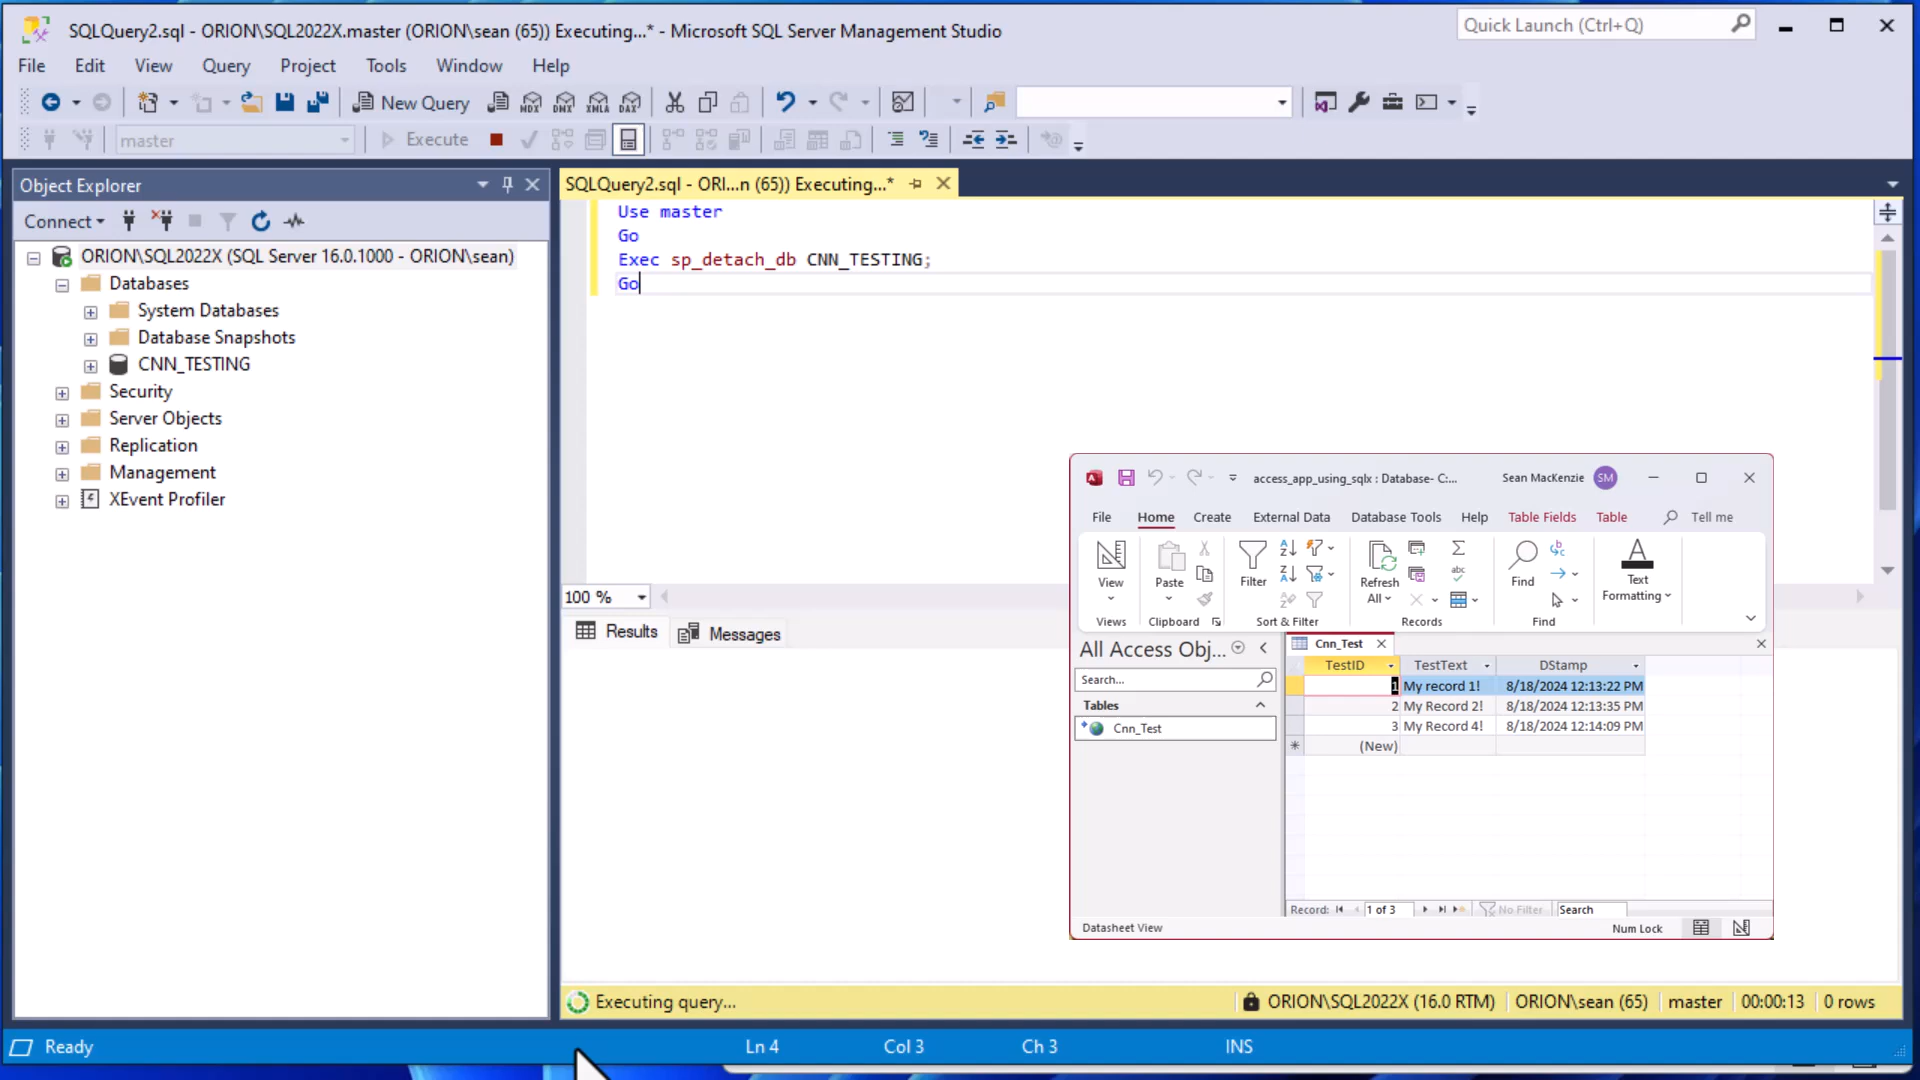 SQLQuery2.sql - ORION\SQL2022X.master (ORION\sean (65)) Executing...* - Microsoft SQL Server Management Studio
Quick Launch (Ctrl+Q)
File Edit View Query Project Tools Window Help
New Query MDX DMX XMLA DAX
master Execute
Object Explorer
SQLQuery2.sql - ORI...n (65)) Executing...*
Connect
ORION\SQL2022X (SQL Server 16.0.1000 - ORION\sean)
Databases
System Databases
Database Snapshots
CNN_TESTING
Security
Server Objects
Replication
Management
XEvent Profiler
Use master
Go
Exec sp_detach_db CNN_TESTING;
Go
100 %
Results Messages
access_app_using_sqlx : Database- C:... Sean MacKenzie SM
File Home Create External Data Database Tools Help Table Fields Table Tell me
View Paste Filter Refresh All Find Text Formatting
Views Clipboard Sort & Filter Records Find
All Access Obj...
Search...
Tables
Cnn_Test
Cnn_Test
TestID TestText DStamp
1 My record 1! 8/18/2024 12:13:22 PM
2 My Record 2! 8/18/2024 12:13:35 PM
3 My Record 4! 8/18/2024 12:14:09 PM
* (New)
Record: 1 of 3 No Filter Search
Datasheet View Num Lock
Executing query... ORION\SQL2022X (16.0 RTM) ORION\sean (65) master 00:00:13 0 rows
Ready Ln 4 Col 3 Ch 3 INS